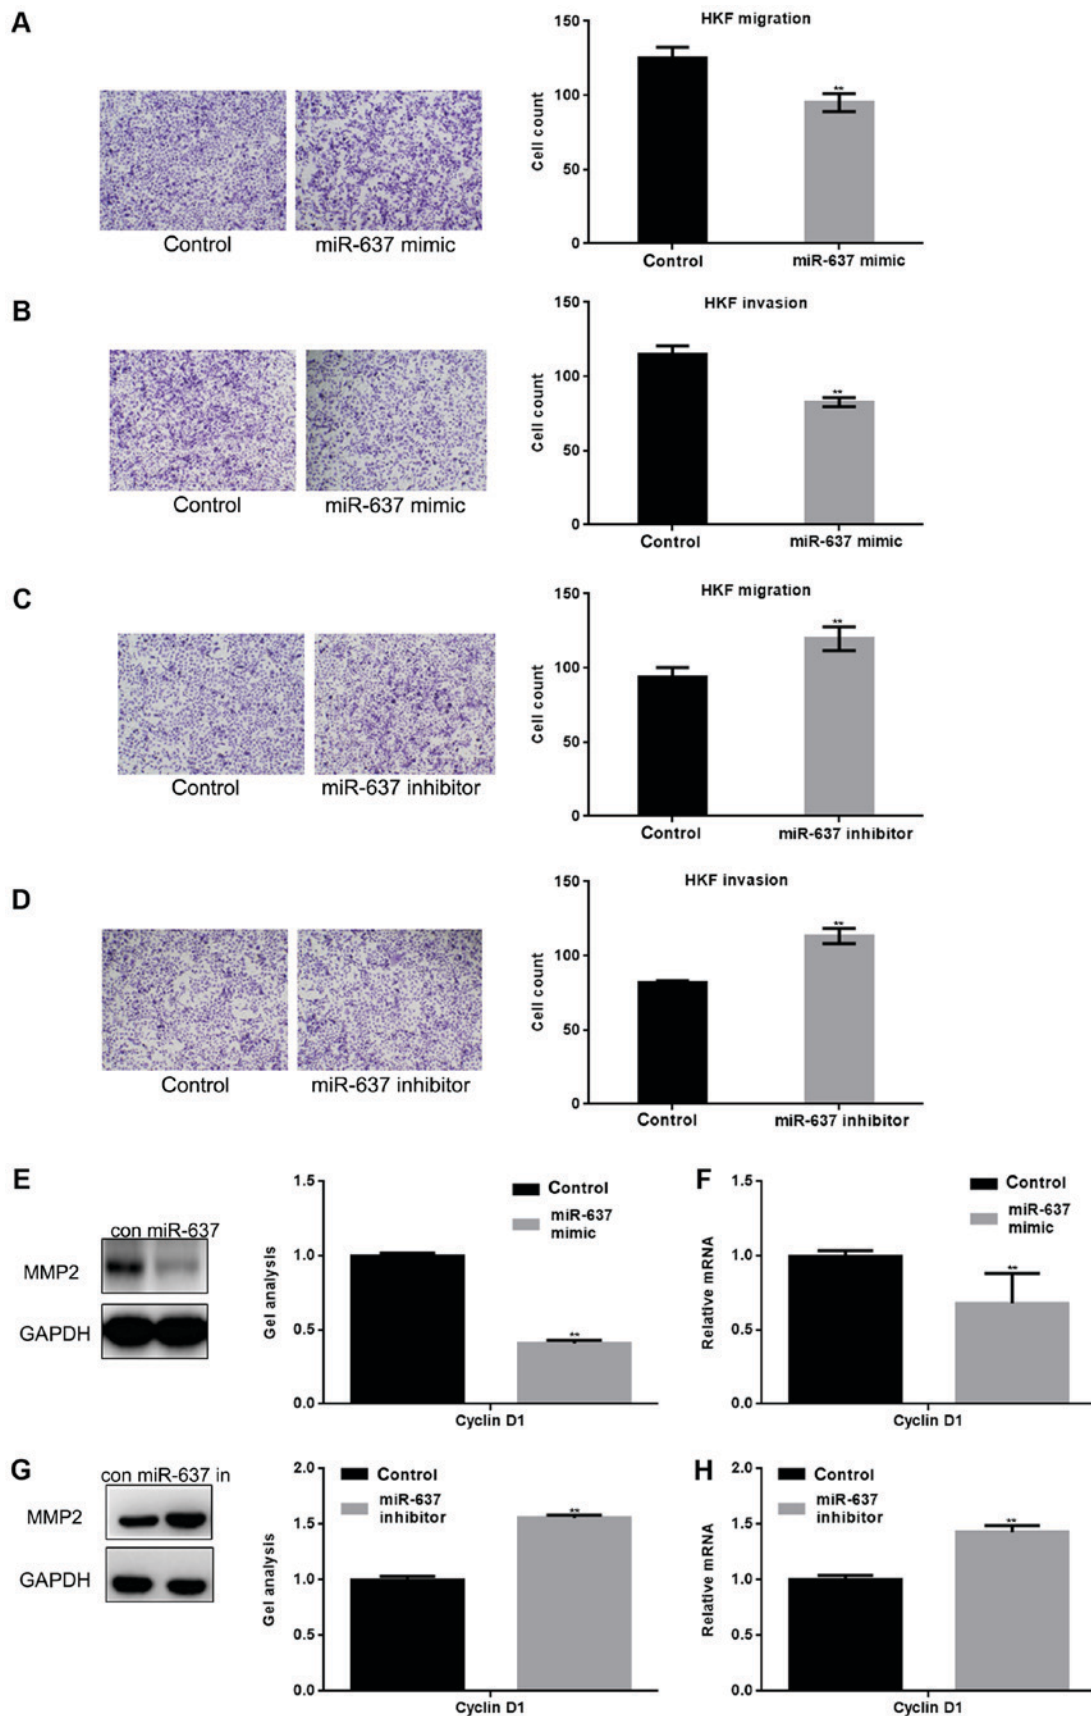 A
HKF migration
Cell count
150
100
50
0
**
Control
miR-637 mimic
Control
miR-637 mimic
B
HKF invasion
Cell count
150
100
50
0
**
Control
miR-637 mimic
Control
miR-637 mimic
C
HKF migration
Cell count
150
100
50
0
**
Control
miR-637 inhibitor
Control
miR-637 inhibitor
D
HKF invasion
Cell count
150
100
50
0
**
Control
miR-637 inhibitor
Control
miR-637 inhibitor
E
con miR-637
MMP2
GAPDH
Gel analysis
1.5
1.0
0.5
0.0
Control
miR-637
mimic
**
Cyclin D1
F
Relative mRNA
1.5
1.0
0.5
0.0
Control
miR-637
mimic
**
Cyclin D1
G
con miR-637 in
MMP2
GAPDH
Gel analysis
2.0
1.5
1.0
0.5
0.0
Control
miR-637
inhibitor
**
Cyclin D1
H
Relative mRNA
2.0
1.5
1.0
0.5
0.0
Control
miR-637
inhibitor
**
Cyclin D1